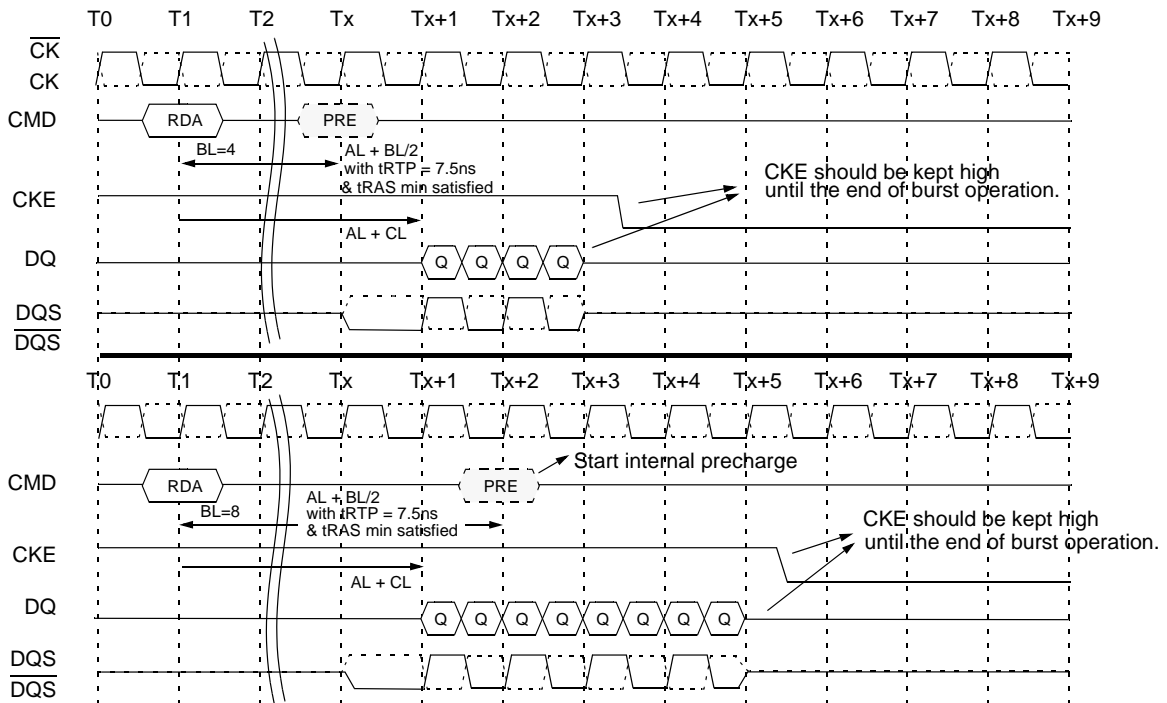 T0 T1 T2 Tx Tx+1 Tx+2 Tx+3 Tx+4 Tx+5 Tx+6 Tx+7 Tx+8 Tx+9
CK
CK
CMD RDA PRE
BL=4 AL + BL/2
with tRTP = 7.5ns
& tRAS min satisfied
CKE should be kept high
until the end of burst operation.
CKE
AL + CL
DQ Q Q Q Q
DQS
DQS
T0 T1 T2 Tx Tx+1 Tx+2 Tx+3 Tx+4 Tx+5 Tx+6 Tx+7 Tx+8 Tx+9
Start internal precharge
CMD RDA PRE
BL=8 AL + BL/2
with tRTP = 7.5ns
& tRAS min satisfied
CKE should be kept high
until the end of burst operation.
CKE
AL + CL
DQ Q Q Q Q Q Q Q Q
DQS
DQS